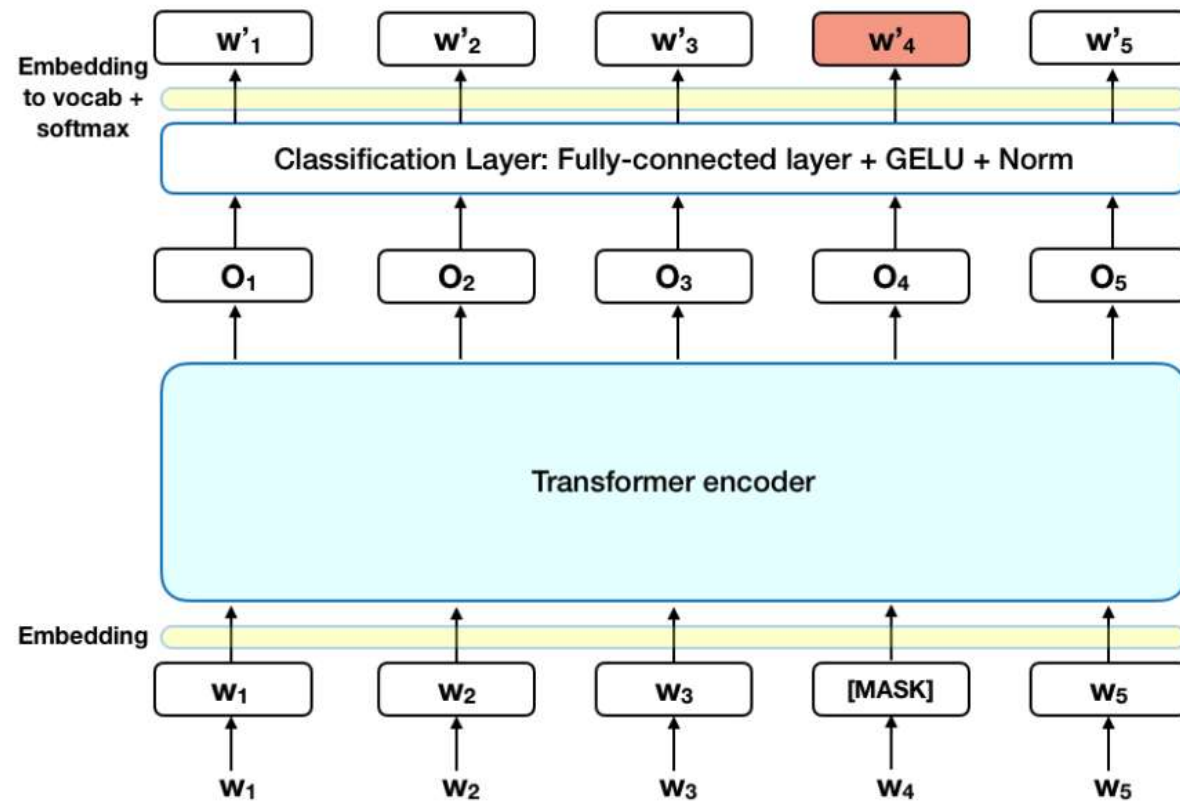 w’₁ w’₂ w’₃ w’₄ w’₅
Embedding
to vocab +
softmax
Classification Layer: Fully-connected layer + GELU + Norm
O₁ O₂ O₃ O₄ O₅
Transformer encoder
Embedding
W₁ W₂ W₃ [MASK] W₅
W₁ W₂ W₃ W₄ W₅